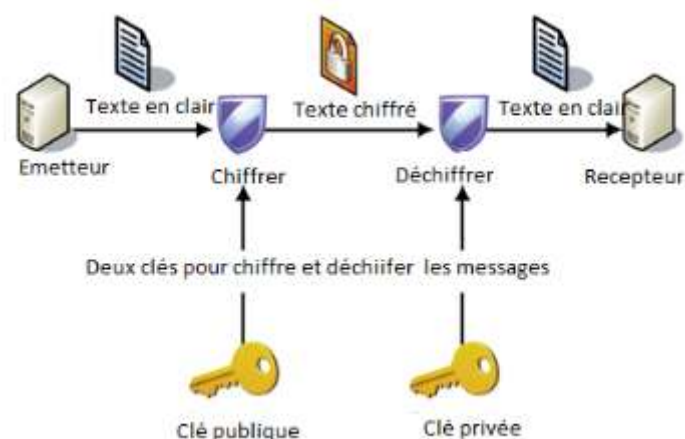 Texte en clair
Texte chiffré
Texte en clair
Emetteur
Chiffrer
Déchiffrer
Recepteur
Deux clés pour chiffre et déchiifer les messages
Clé publique
Clé privée